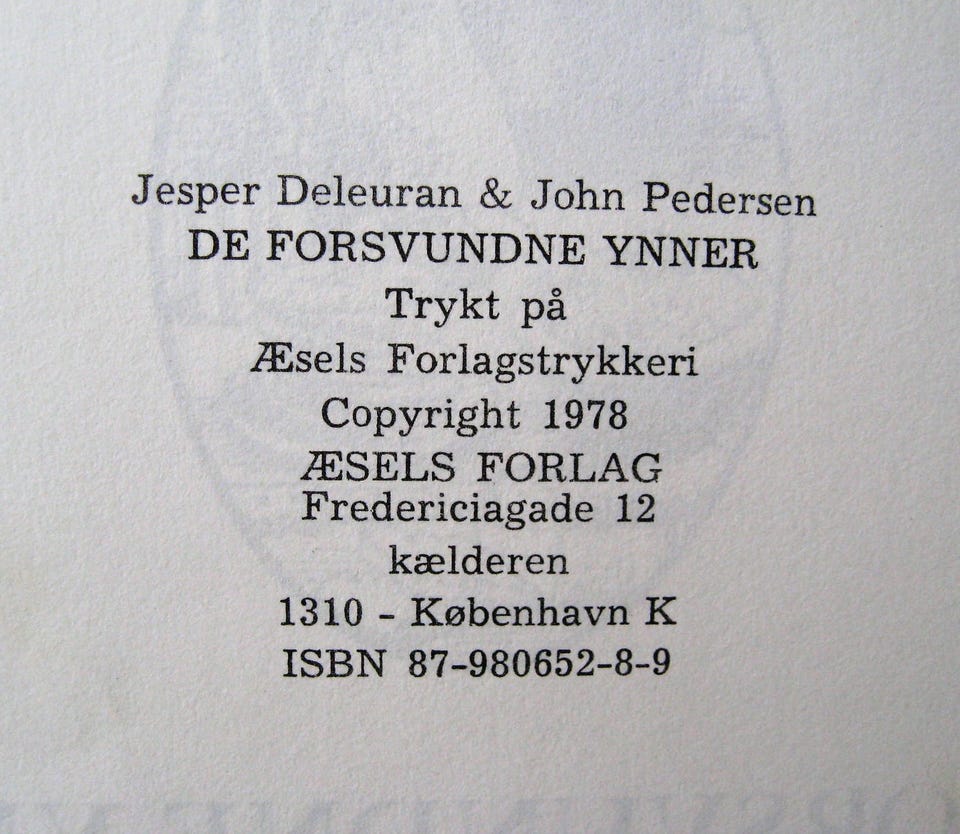 Jesper Deleuran & John Pedersen
DE FORSVUNDNE YNNER
Trykt på
Æsels Forlagstrykkeri
Copyright 1978
ÆSELS FORLAG
Fredericiagade 12
kælderen
1310 - København K
ISBN 87-980652-8-9